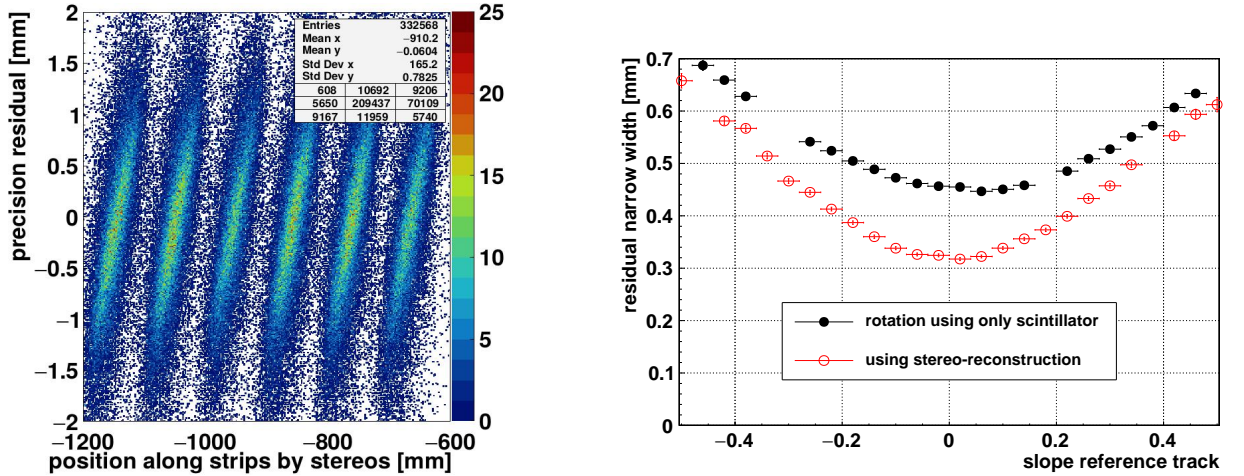 precision residual [mm]
2
1.5
1
0.5
0
−0.5
−1
−1.5
−2
Entries 332568
Mean x −910.2
Mean y −0.0604
Std Dev x 165.2
Std Dev y 0.7825
608 10692 9206
5650 209437 70109
9167 11959 5740
25
20
15
10
5
0
−1200 −1000 −800 −600
position along strips by stereos [mm]
residual narrow width [mm]
0.7
0.6
0.5
0.4
0.3
0.2
0.1
0
rotation using only scintillator
using stereo-reconstruction
−0.4 −0.2 0 0.2 0.4
slope reference track